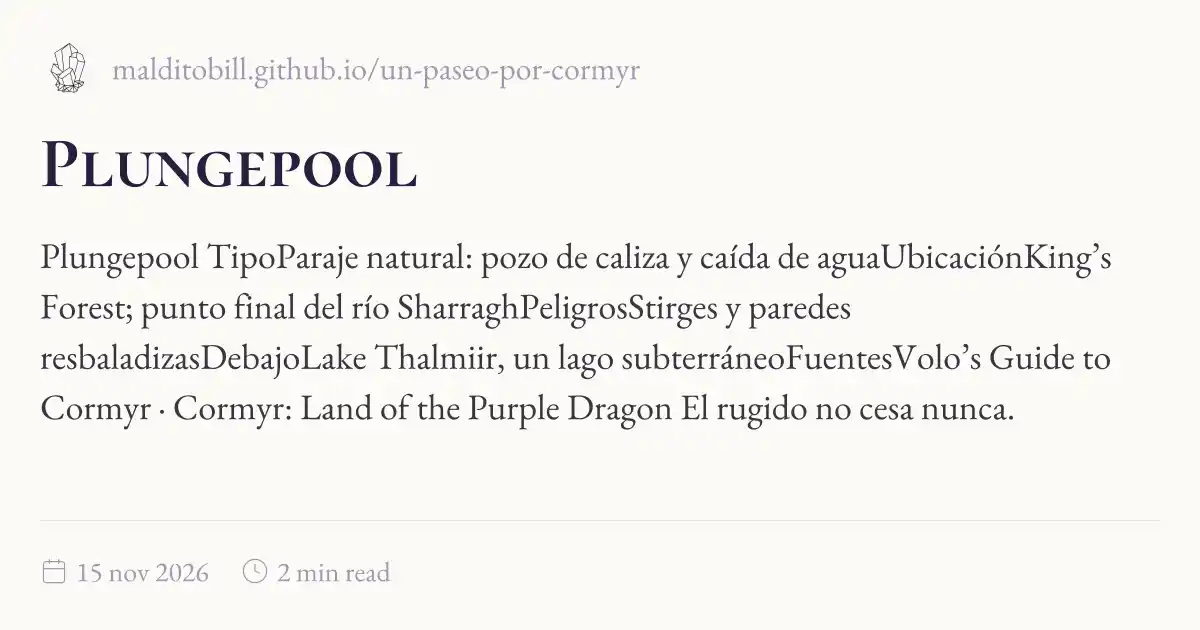 malditobill.github.io/un-paseo-por-cormyr
Plungepool
Plungepool TipoParaje natural: pozo de caliza y caída de aguaUbicaciónKing’s
Forest; punto final del río SharraghPeligrosStirges y paredes
resbaladizasDebajoLake Thalmiir, un lago subterráneoFuentesVolo’s Guide to
Cormyr · Cormyr: Land of the Purple Dragon El rugido no cesa nunca.
15 nov 2026 2 min read